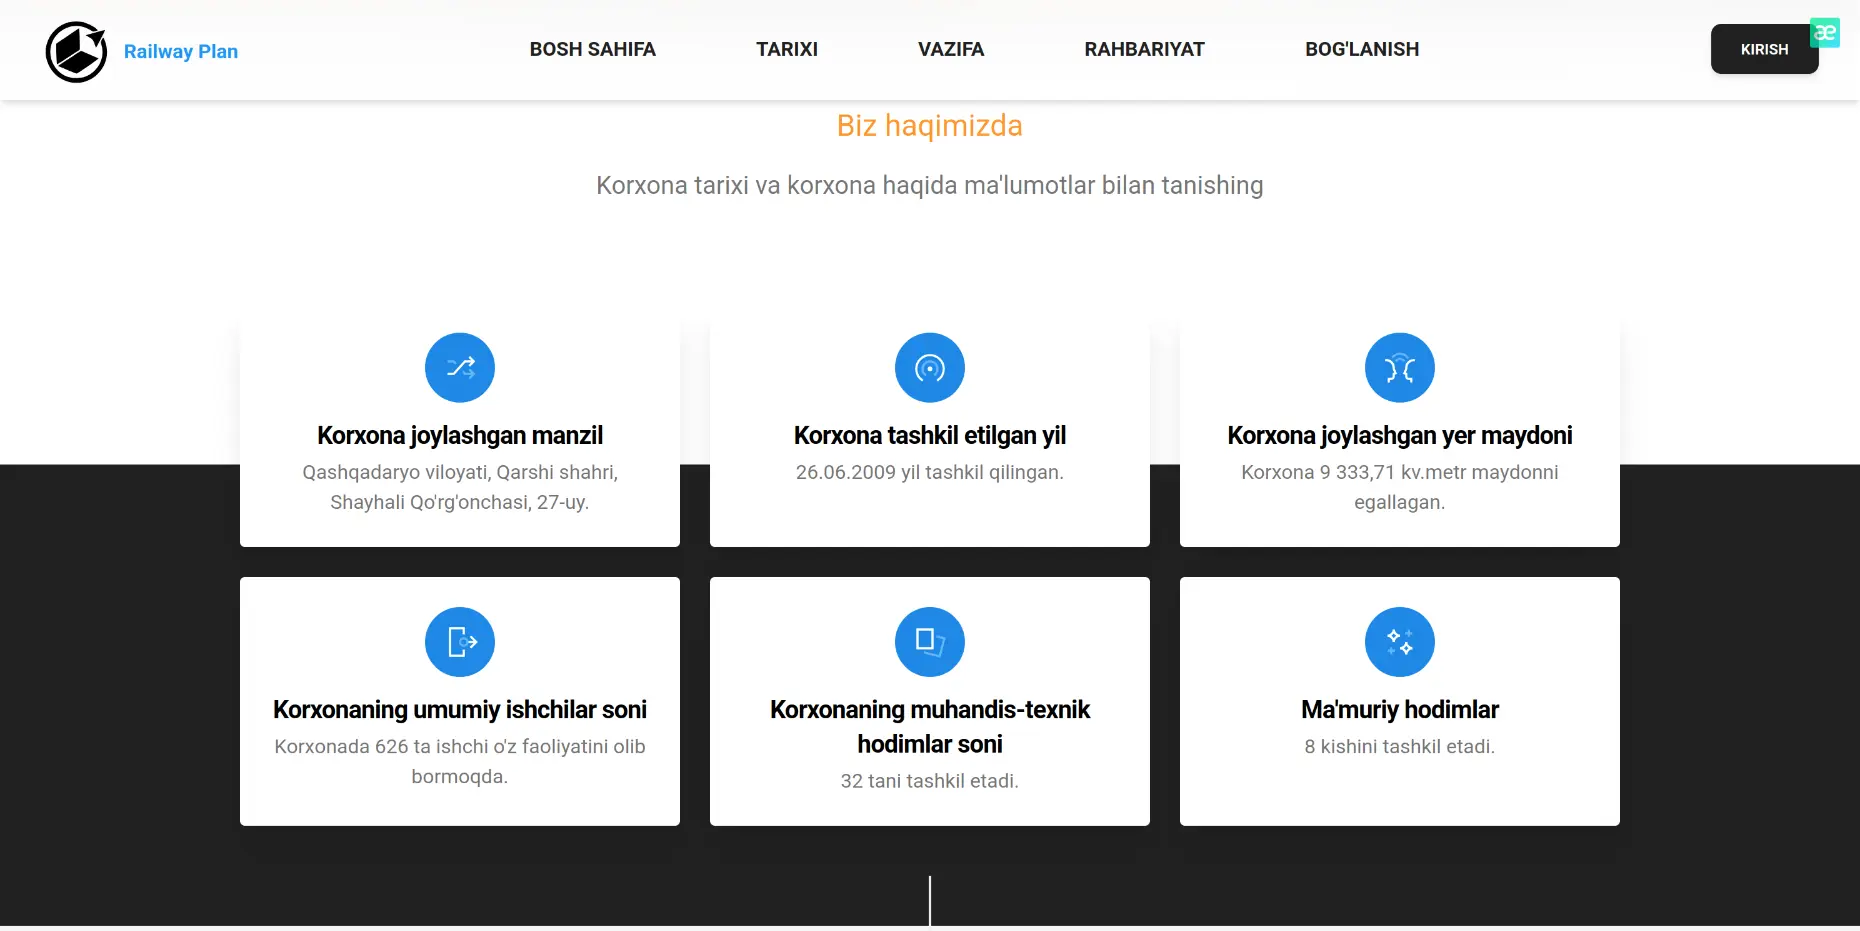 Railway Plan
BOSH SAHIFA
TARIXI
VAZIFA
RAHBARIYAT
BOG'LANISH
KIRISH
æ
Biz haqimizda
Korxona tarixi va korxona haqida ma'lumotlar bilan tanishing
Korxona joylashgan manzil
Qashqadaryo viloyati, Qarshi shahri,
Shayhali Qo'rg'onchasi, 27-uy.
Korxona tashkil etilgan yil
26.06.2009 yil tashkil qilingan.
Korxona joylashgan yer maydoni
Korxona 9 333,71 kv.metr maydonni
egallagan.
Korxonaning umumiy ishchilar soni
Korxonada 626 ta ishchi o'z faoliyatini olib
bormoqda.
Korxonaning muhandis-texnik
hodimlar soni
32 tani tashkil etadi.
Ma'muriy hodimlar
8 kishini tashkil etadi.